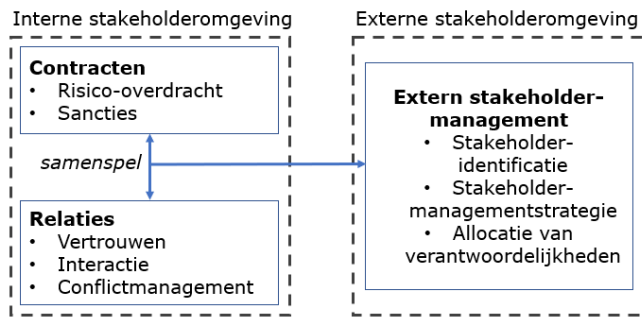 Interne stakeholderomgeving
Contracten
• Risico-overdracht
• Sancties
samenspel
Relaties
• Vertrouwen
• Interactie
• Conflictmanagement
Externe stakeholderomgeving
Extern stakeholder-
management
• Stakeholder-
identificatie
• Stakeholder-
managementstrategie
• Allocatie van
verantwoordelijkheden